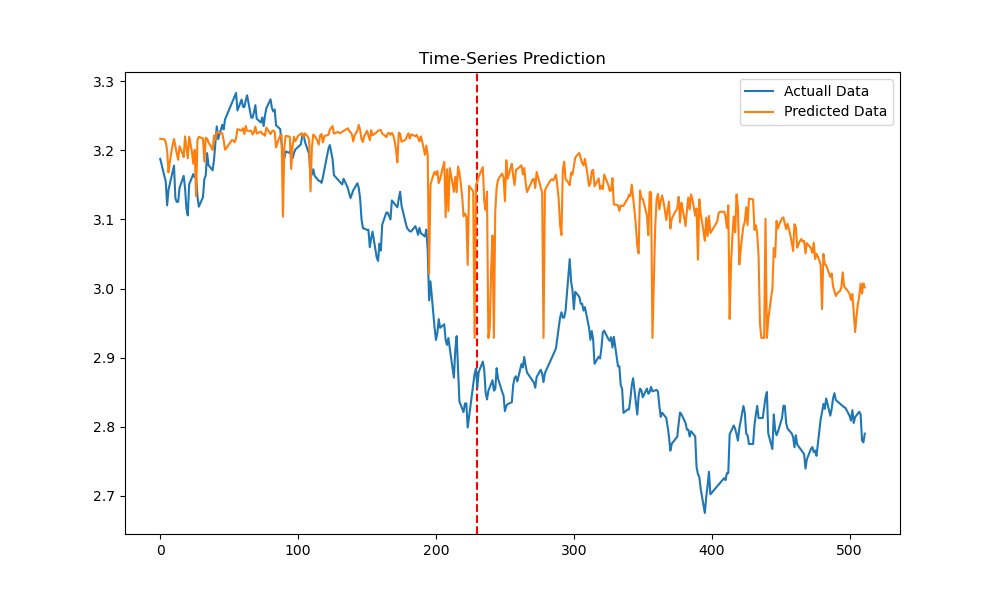 Time-Series Prediction
Actuall Data
Predicted Data
3.3
3.2
3.1
3.0
2.9
2.8
2.7
0 100 200 300 400 500